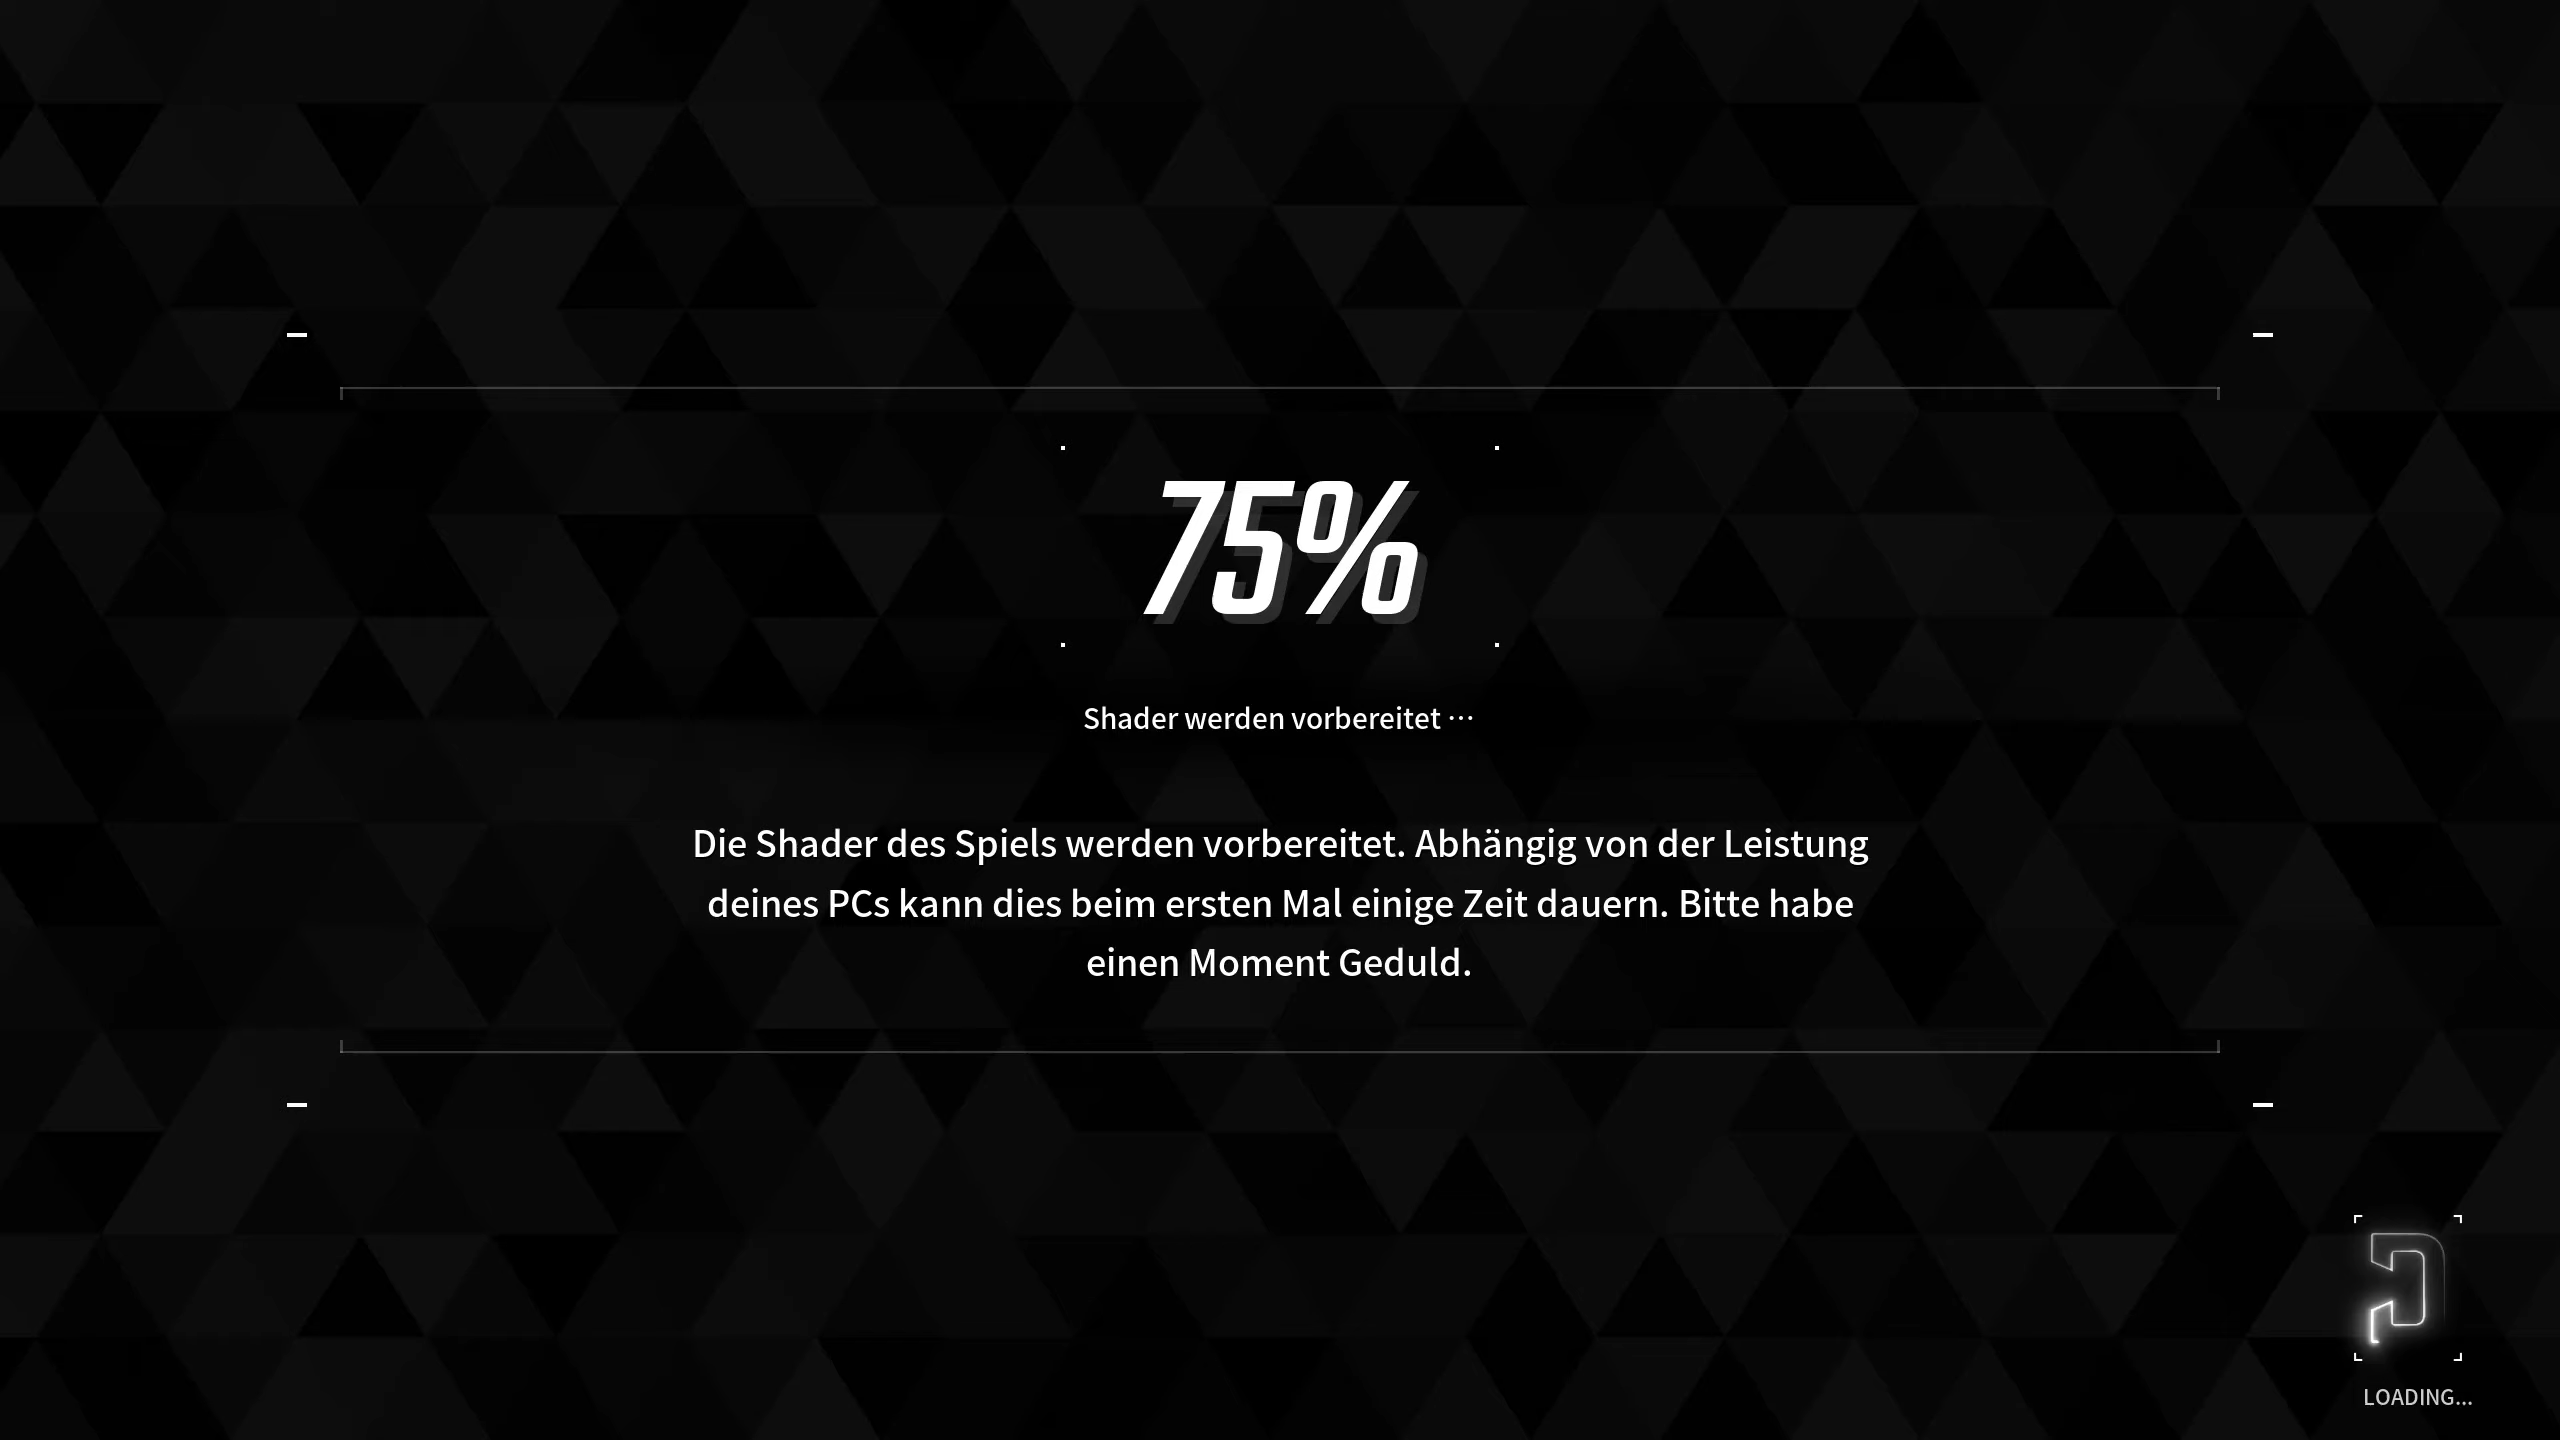 75%
Shader werden vorbereitet ⋯
Die Shader des Spiels werden vorbereitet. Abhängig von der Leistung
deines PCs kann dies beim ersten Mal einige Zeit dauern. Bitte habe
einen Moment Geduld.
LOADING...